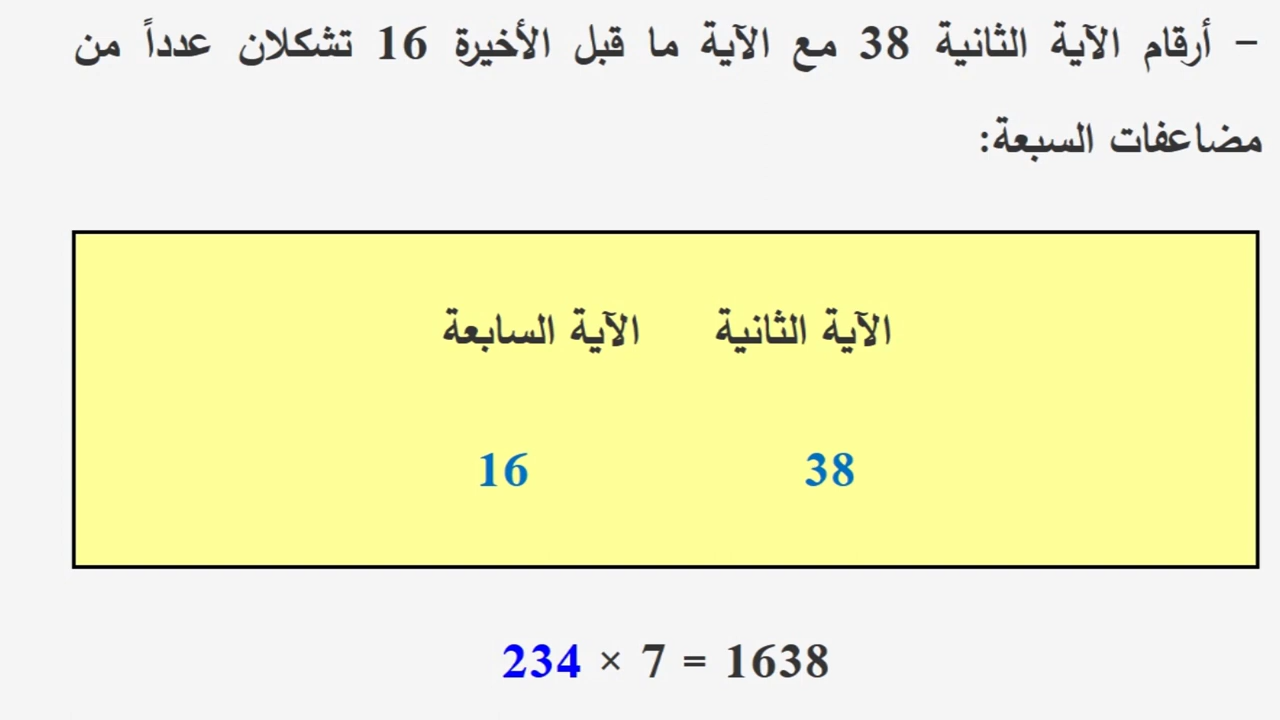 – أرقام الآية الثانية 38 مع الآية ما قبل الأخيرة 16 تشكلان عدداً من
مضاعفات السبعة:
الآية الثانية الآية السابعة
38 16
234 × 7 = 1638